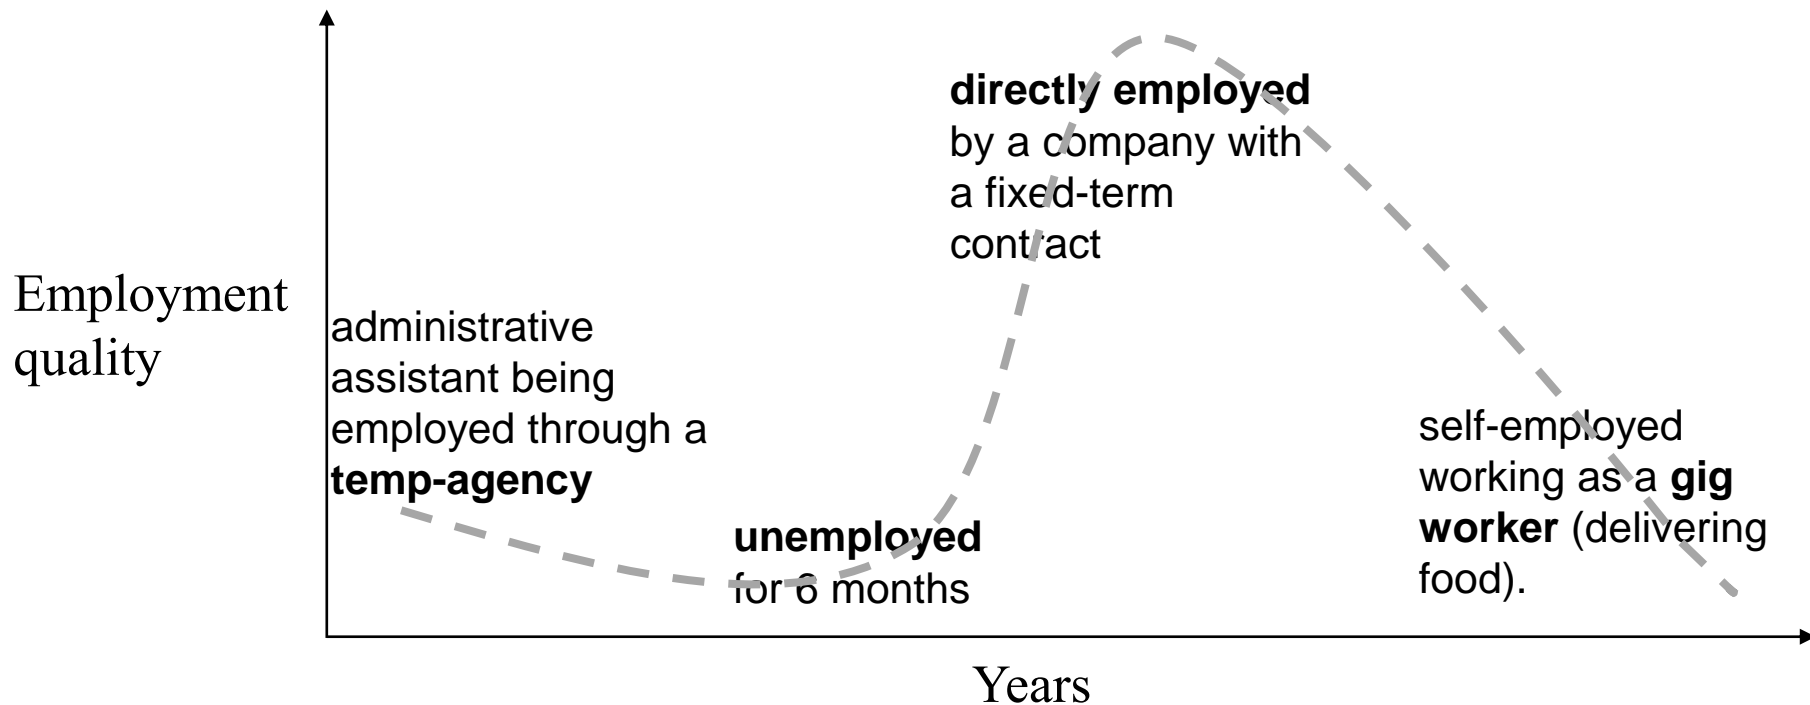 Employment
quality
administrative
assistant being
employed through a
temp-agency
unemployed
for 6 months
directly employed
by a company with
a fixed-term
contract
self-employed
working as a gig
worker (delivering
food).
Years